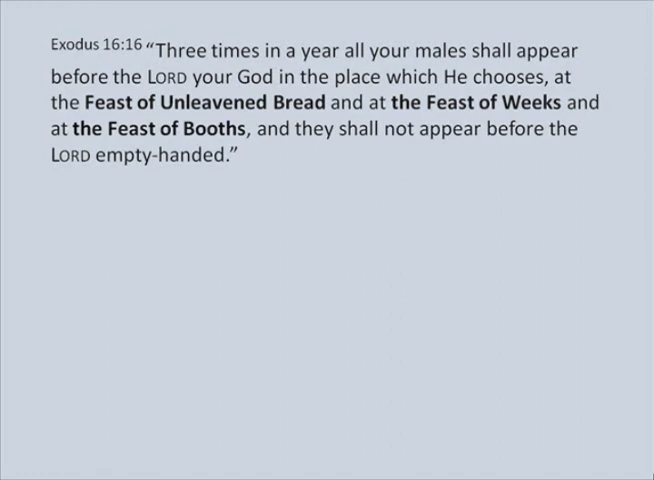 Exodus 16:16 “Three times in a year all your males shall appear
before the LORD your God in the place which He chooses, at
the Feast of Unleavened Bread and at the Feast of Weeks and
at the Feast of Booths, and they shall not appear before the
LORD empty-handed.”